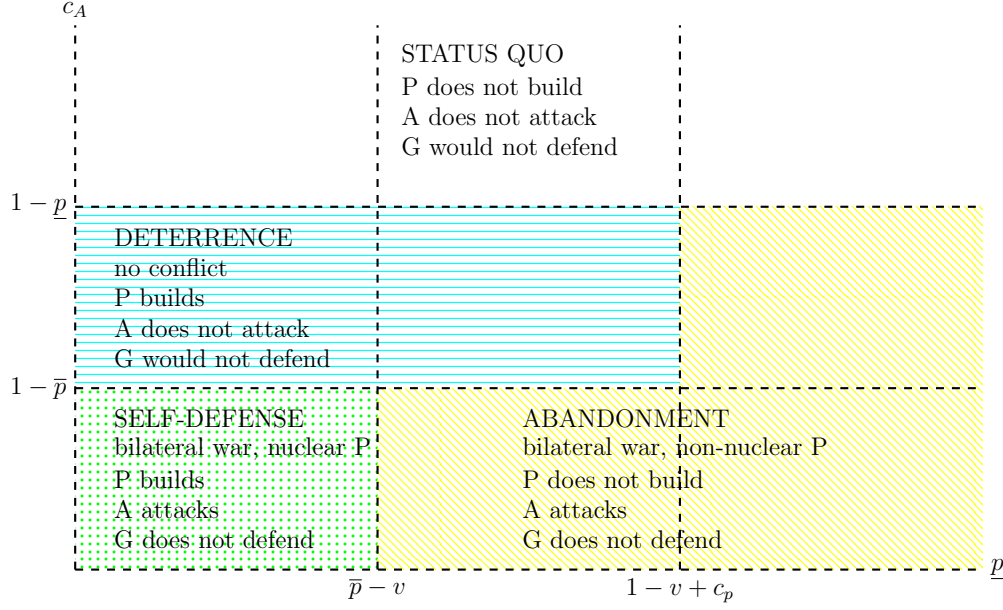 c_A
STATUS QUO
P does not build
A does not attack
G would not defend
1 − p̲
DETERRENCE
no conflict
P builds
A does not attack
G would not defend
1 − p̅
SELF-DEFENSE
bilateral war, nuclear P
P builds
A attacks
G does not defend
ABANDONMENT
bilateral war, non-nuclear P
P does not build
A attacks
G does not defend
p̅ − v
1 − v + c_p
p̲